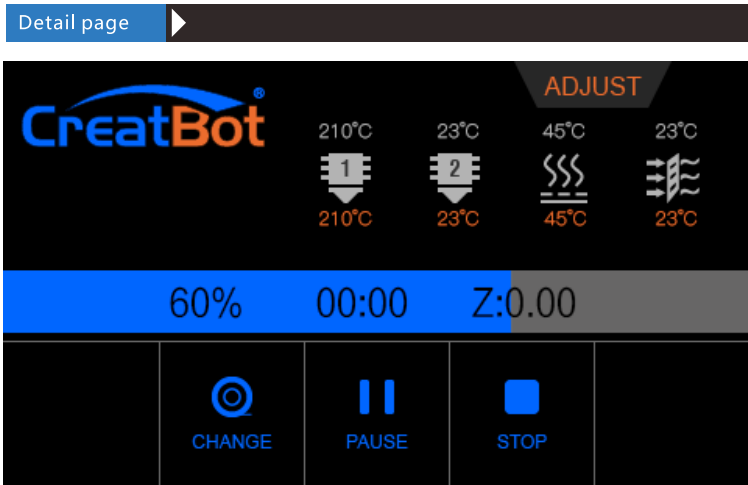 Detail page
ADJUST
CreatBot®
210°C 23°C 45°C 23°C
1 2
210°C 23°C 45°C 23°C
60% 00:00 Z:0.00
CHANGE PAUSE STOP